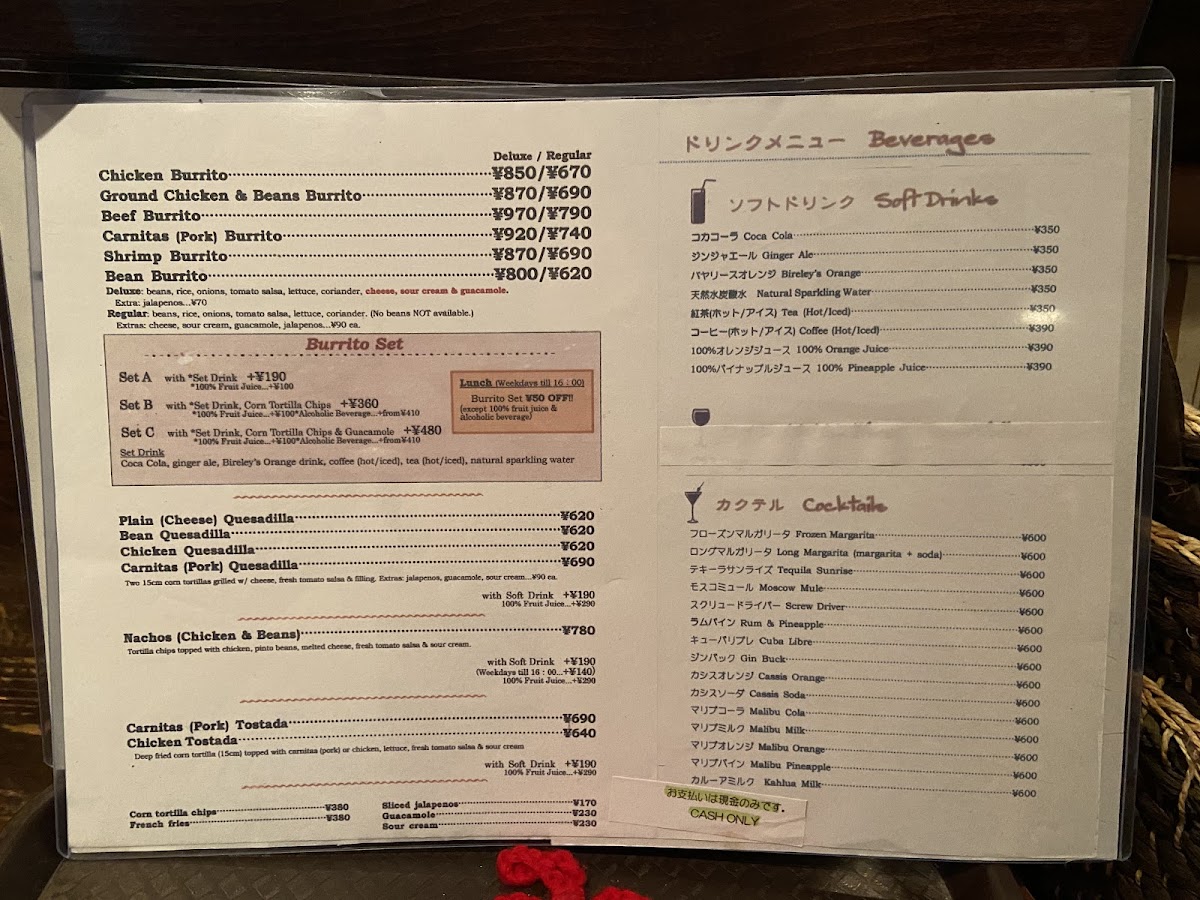 Deluxe / Regular
Chicken Burrito ¥850/¥670
Ground Chicken & Beans Burrito ¥870/¥690
Beef Burrito ¥970/¥790
Carnitas (Pork) Burrito ¥920/¥740
Shrimp Burrito ¥870/¥690
Bean Burrito ¥800/¥620
Deluxe: beans, rice, onions, tomato salsa, lettuce, coriander, cheese, sour cream & guacamole.
Extra: jalapenos...¥70
Regular: beans, rice, onions, tomato salsa, lettuce, coriander. (No beans NOT available.)
Extras: cheese, sour cream, guacamole, jalapenos...¥90 ea.
Burrito Set
Set A with *Set Drink +¥190
*100% Fruit Juice...+¥100
Set B with *Set Drink, Corn Tortilla Chips +¥360
*100% Fruit Juice...+¥100*Alcoholic Beverage...+from¥410
Set C with *Set Drink, Corn Tortilla Chips & Guacamole +¥480
*100% Fruit Juice...+¥100*Alcoholic Beverage...+from¥410
Set Drink
Coca Cola, ginger ale, Bireley's Orange drink, coffee (hot/iced), tea (hot/iced), natural sparkling water
Lunch (Weekdays till 16:00)
Burrito Set ¥50 OFF!!
(except 100% fruit juice &
Alcoholic beverage)
Plain (Cheese) Quesadilla ¥620
Bean Quesadilla ¥620
Chicken Quesadilla ¥620
Carnitas (Pork) Quesadilla ¥690
Two 15cm corn tortillas grilled w/ cheese, fresh tomato salsa & filling. Extras: jalapenos, guacamole, sour cream...¥90 ea.
with Soft Drink +¥190
100% Fruit Juice...+¥290
Nachos (Chicken & Beans) ¥780
Tortilla chips topped with chicken, pinto beans, melted cheese, fresh tomato salsa & sour cream.
with Soft Drink +¥190
(Weekdays till 16:00...+¥140)
100% Fruit Juice...+¥290
Carnitas (Pork) Tostada ¥690
Chicken Tostada ¥640
Deep fried corn tortilla (15cm) topped with carnitas (pork) or chicken, lettuce, fresh tomato salsa & sour cream
with Soft Drink +¥190
100% Fruit Juice...+¥290
Corn tortilla chips ¥380
French fries ¥380
Sliced jalapenos ¥170
Guacamole ¥230
Sour cream ¥230
ドリンクメニュー Beverages
ソフトドリンク Soft Drinks
コカコーラ Coca Cola ¥350
ジンジャエール Ginger Ale ¥350
バヤリースオレンジ Bireley's Orange ¥350
天然水炭酸水 Natural Sparkling Water ¥350
紅茶(ホット/アイス) Tea (Hot/Iced) ¥350
コーヒー(ホット/アイス) Coffee (Hot/Iced) ¥390
100%オレンジジュース 100% Orange Juice ¥390
100%パイナップルジュース 100% Pineapple Juice ¥390
カクテル Cocktails
フローズンマルガリータ Frozen Margarita ¥600
ロングマルガリータ Long Margarita (margarita + soda) ¥600
テキーラサンライズ Tequila Sunrise ¥600
モスコミュール Moscow Mule ¥600
スクリュードライバー Screw Driver ¥600
ラムパイン Rum & Pineapple ¥600
キューバリブレ Cuba Libre ¥600
ジンバック Gin Buck ¥600
カシスオレンジ Cassis Orange ¥600
カシスソーダ Cassis Soda ¥600
マリブコーラ Malibu Cola ¥600
マリブミルク Malibu Milk ¥600
マリブオレンジ Malibu Orange ¥600
マリブパイン Malibu Pineapple ¥600
カルーアミルク Kahlua Milk ¥600
お支払いは現金のみです.
CASH ONLY